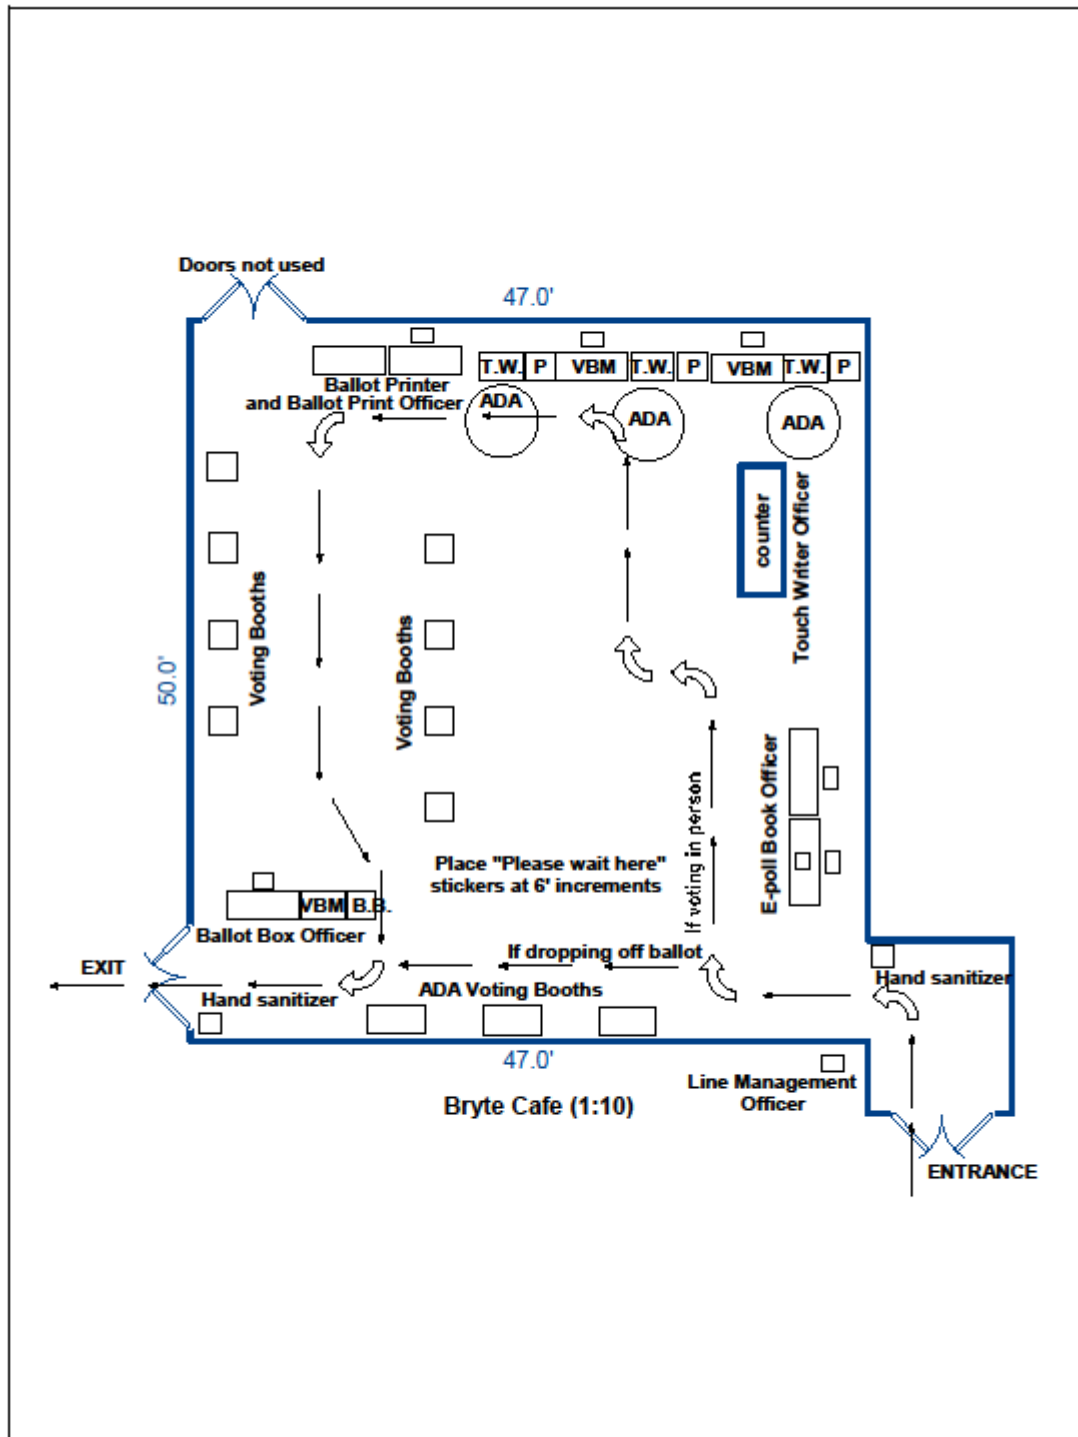 Doors not used
47.0'
T.W.
P
VBM
T.W.
P
VBM
T.W.
P
Ballot Printer
and Ballot Print Officer
ADA
ADA
ADA
counter
Touch Writer Officer
Voting Booths
Voting Booths
50.0'
If voting in person
E-poll Book Officer
Place "Please wait here"
stickers at 6' increments
VBM
B.B.
Ballot Box Officer
If dropping off ballot
EXIT
Hand sanitizer
ADA Voting Booths
Hand sanitizer
47.0'
Line Management
Officer
Bryte Cafe (1:10)
ENTRANCE